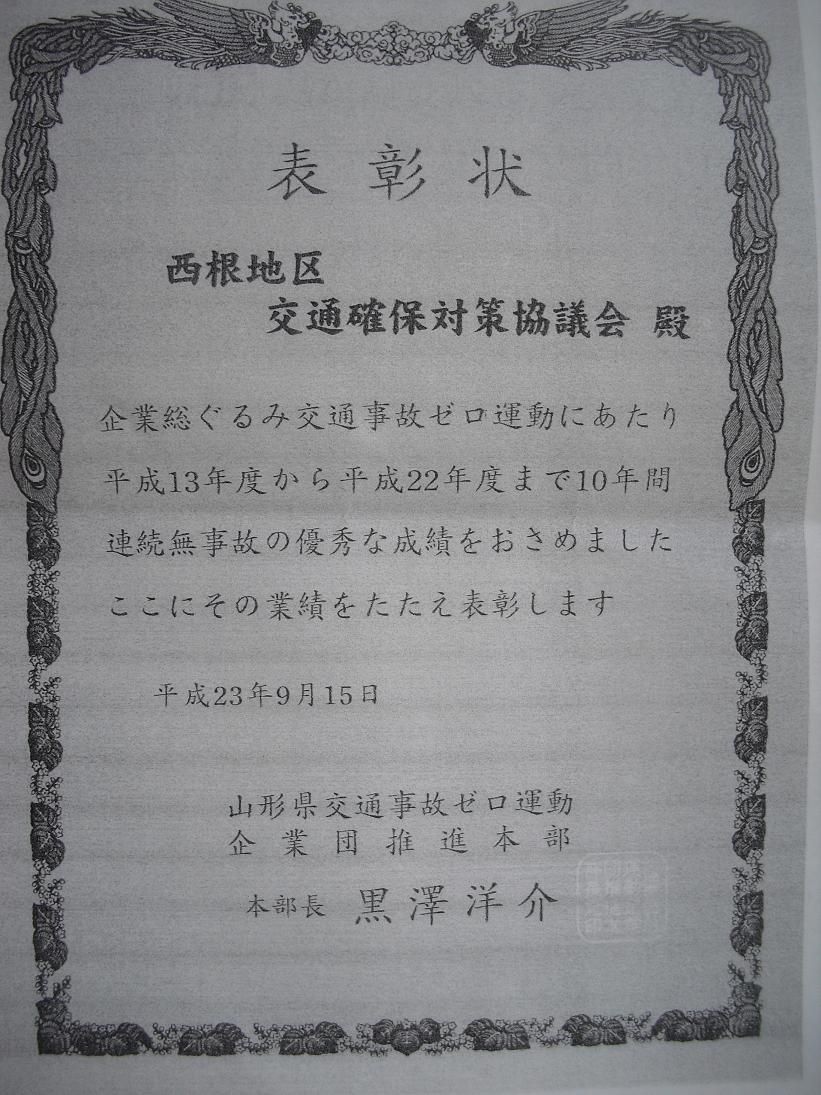 表彰状
西根地区
交通確保対策協議会 殿
企業総ぐるみ交通事故ゼロ運動にあたり
平成13年度から平成22年度まで10年間
連続無事故の優秀な成績をおさめました
ここにその業績をたたえ表彰します
平成23年9月15日
山形県交通事故ゼロ運動
企業団推進本部
本部長 黒澤洋介